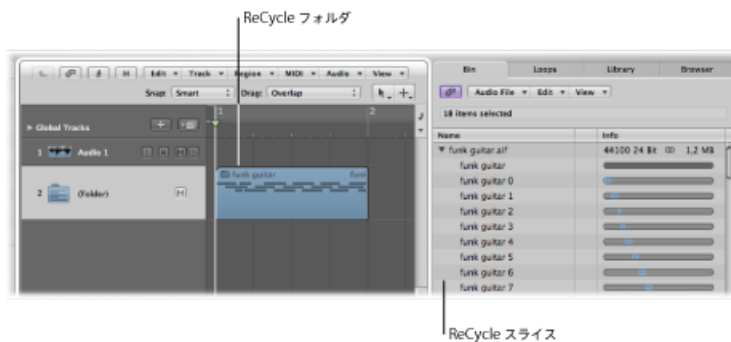 ReCycle フォルダ
Edit Track Region MIDI Audio View
Snap: Smart Drag: Overlap
1 2
Global Tracks
1 Audio 1
2 (Folder) M
funk guitar funk
Bin Loops Library Browser
Audio File Edit View
18 items selected
Name Info
funk guitar.aif 44100 24 Bit 1,2 MB
funk guitar
funk guitar 0
funk guitar 1
funk guitar 2
funk guitar 3
funk guitar 4
funk guitar 5
funk guitar 6
funk guitar 7
ReCycle スライス